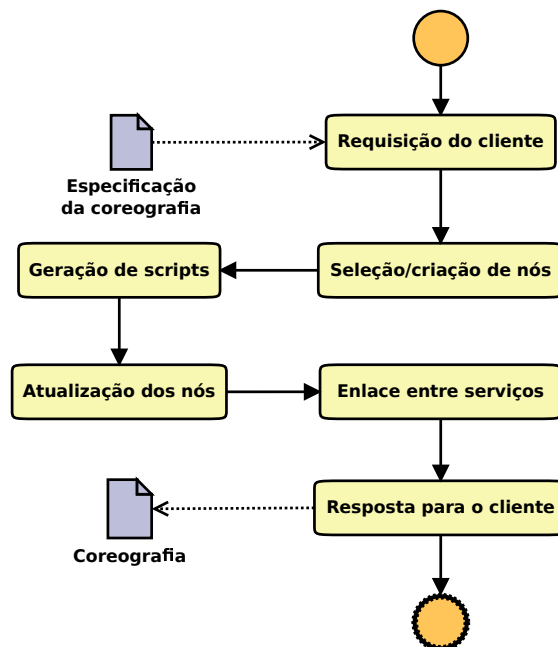 Requisição do cliente
Especificação
da coreografia
Geração de scripts
Seleção/criação de nós
Atualização dos nós
Enlace entre serviços
Resposta para o cliente
Coreografia